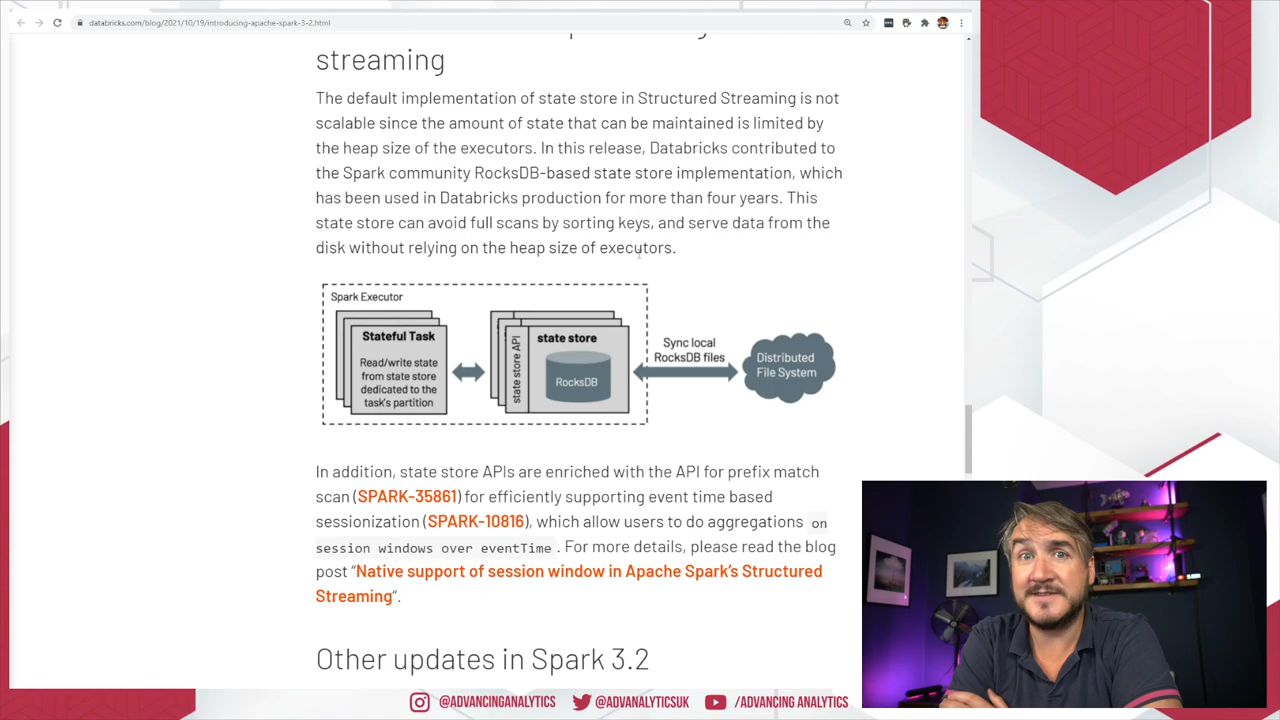 databricks.com/blog/2021/10/19/introducing-apache-spark-3-2.html
streaming
The default implementation of state store in Structured Streaming is not
scalable since the amount of state that can be maintained is limited by
the heap size of the executors. In this release, Databricks contributed to
the Spark community RocksDB-based state store implementation, which
has been used in Databricks production for more than four years. This
state store can avoid full scans by sorting keys, and serve data from the
disk without relying on the heap size of executors.
Spark Executor
Stateful Task
Read/write state
from state store
dedicated to the
task's partition
state store API
state store
RocksDB
Sync local
RocksDB files
Distributed
File System
In addition, state store APIs are enriched with the API for prefix match
scan (SPARK-35861) for efficiently supporting event time based
sessionization (SPARK-10816), which allow users to do aggregations on
session windows over eventTime. For more details, please read the blog
post “Native support of session window in Apache Spark’s Structured
Streaming“.
Other updates in Spark 3.2
@ADVANCINGANALYTICS @ADVANALYTICSUK /ADVANCING ANALYTICS